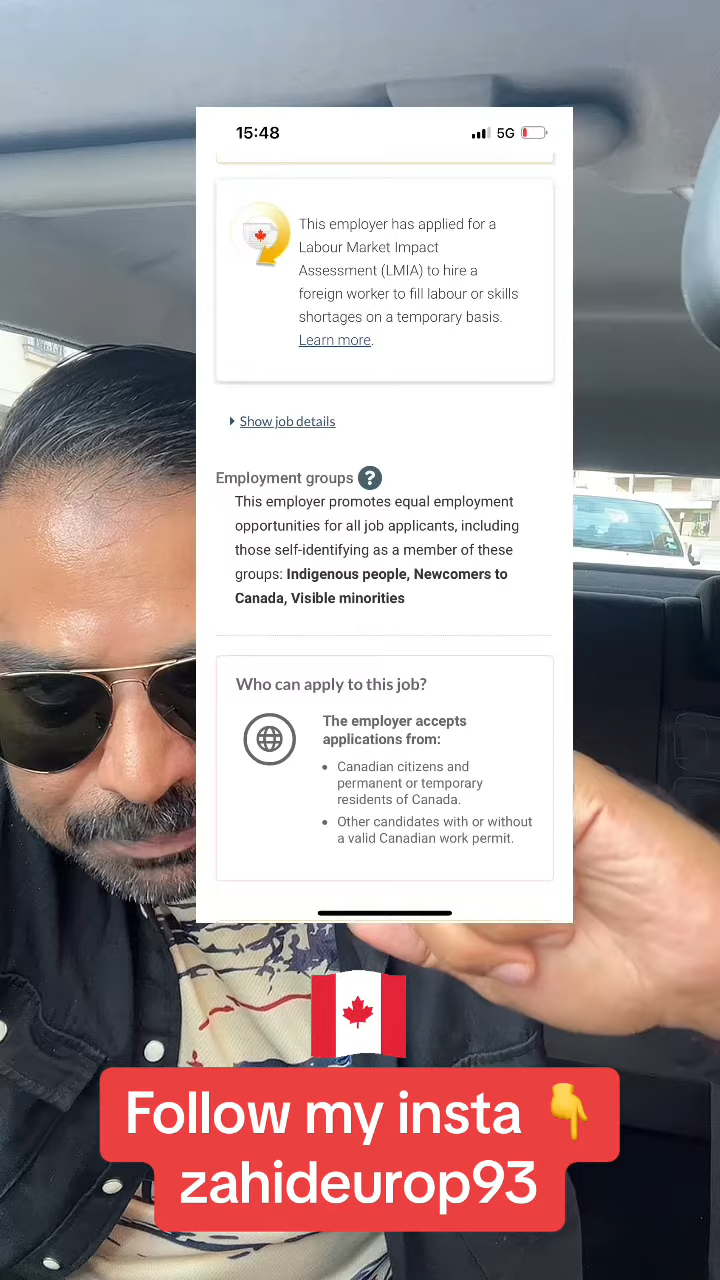 15:48
5G
This employer has applied for a
Labour Market Impact
Assessment (LMIA) to hire a
foreign worker to fill labour or skills
shortages on a temporary basis.
Learn more.
Show job details
Employment groups ?
This employer promotes equal employment
opportunities for all job applicants, including
those self-identifying as a member of these
groups: Indigenous people, Newcomers to
Canada, Visible minorities
Who can apply to this job?
The employer accepts
applications from:
• Canadian citizens and
permanent or temporary
residents of Canada.
• Other candidates with or without
a valid Canadian work permit.
Follow my insta 👇
zahideurop93